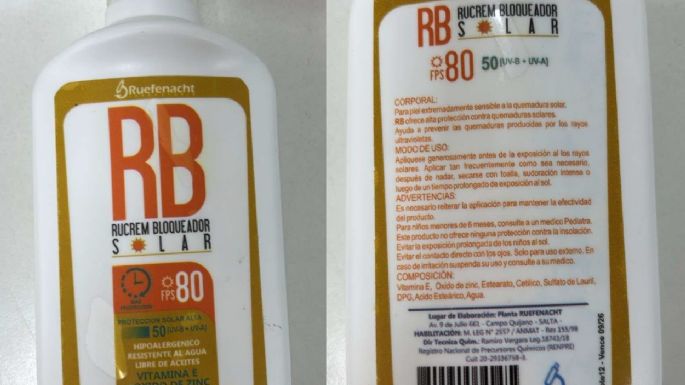 Ruefenacht
RB
RUCREM BLOQUEADOR
SOLAR
FPS 80
PROTECCION SOLAR ALTA
50 (UV-B + UV-A)
HIPOALERGENICO
RESISTENTE AL AGUA
LIBRE DE ACEITES
VITAMINA E
DE ZINC
RB RUCREM BLOQUEADOR
SOLAR
FPS 80 50 (UV-B + UV-A)
CORPORAL:
Para piel extremadamente sensible a la quemadura solar.
RB ofrece alta protección contra quemaduras solares.
Ayuda a prevenir las quemaduras producidas por los rayos
ultravioletas.
MODO DE USO:
Apliquese generosamente antes de la exposición al los rayos
solares. Aplicar tan frecuentemente como sea necesario,
después de nadar, secarse con toalla, sudoración intensa o
luego de un tiempo prolongado de exposición al sol.
ADVERTENCIAS:
Es necesario reiterar la aplicación para mantener la efectividad
del producto.
Para niños menores de 6 meses, consulte a un medico Pediatra.
Este producto no ofrece ninguna protección contra la insolación.
Evitar la exposición prolongada de los niños al sol.
Evitar el contacto directo con los ojos. Solo para uso externo. En
caso de irritación suspenda su uso y consulte a su medico.
COMPOSICIÓN:
Vitamina E, Oxido de zinc, Estearato, Cetílico, Sulfato de Lauril,
DPG, Acido Esteárico, Agua.
Lugar de Elaboración: Planta RUEFENACHT
Av. 9 de Julio 661 - Campo Quijano - SALTA -
HABILITACIÓN: M. LEG N° 2557 / ANMAT - Res 155/98
Dir Tecnica Quim.: Ramiro Vergara Leg.18743/18
Registro Nacional de Precursores Químicos (RENPRE)
Vence 09/26